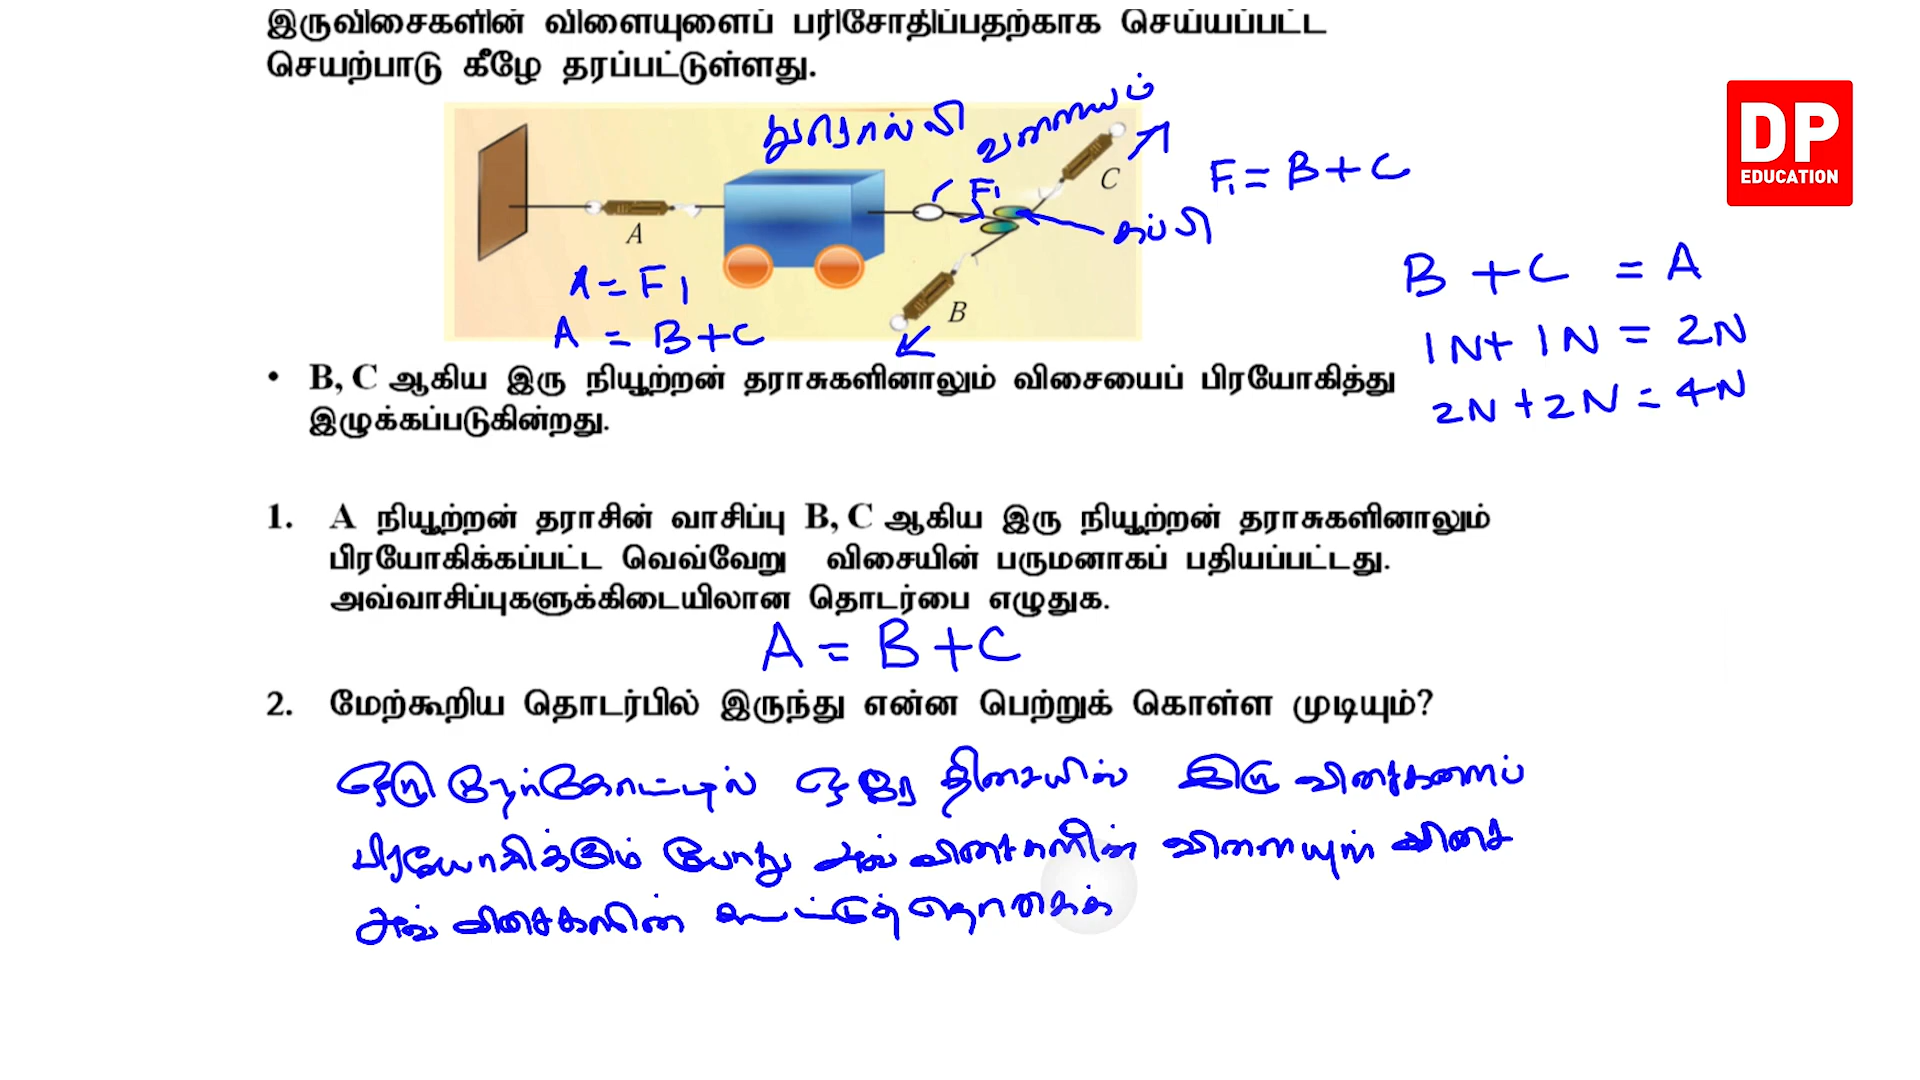 இருவிசைகளின் விளையுளைப் பரிசோதிப்பதற்காக செய்யப்பட்ட
செயற்பாடு கீழே தரப்பட்டுள்ளது.
DP
EDUCATION
துரொல்லி
வளையம்
C
F₁
F₁ = B + C
கப்பி
A
A = F₁
B
A = B + C
B + C = A
1N + 1N = 2N
2N + 2N = 4N
• B, C ஆகிய இரு நியூற்றன் தராசுகளினாலும் விசையைப் பிரயோகித்து
இழுக்கப்படுகின்றது.
1. A நியூற்றன் தராசின் வாசிப்பு B, C ஆகிய இரு நியூற்றன் தராசுகளினாலும்
பிரயோகிக்கப்பட்ட வெவ்வேறு விசையின் பருமனாகப் பதியப்பட்டது.
அவ்வாசிப்புகளுக்கிடையிலான தொடர்பை எழுதுக.
A = B + C
2. மேற்கூறிய தொடர்பில் இருந்து என்ன பெற்றுக் கொள்ள முடியும்?
ஒரு நேர்கோட்டில் ஒரே திசையில் இரு விசைகளைப்
பிரயோகிக்கும் போது அவ் விசைகளின் விளையுள் விசை
அவ் விசைகளின் கூட்டுத் தொகைக்